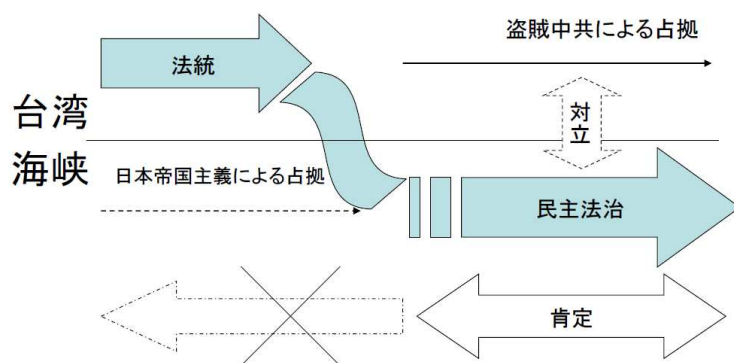 盗賊中共による占拠
法統
台湾
海峡
対立
日本帝国主義による占拠
民主法治
肯定